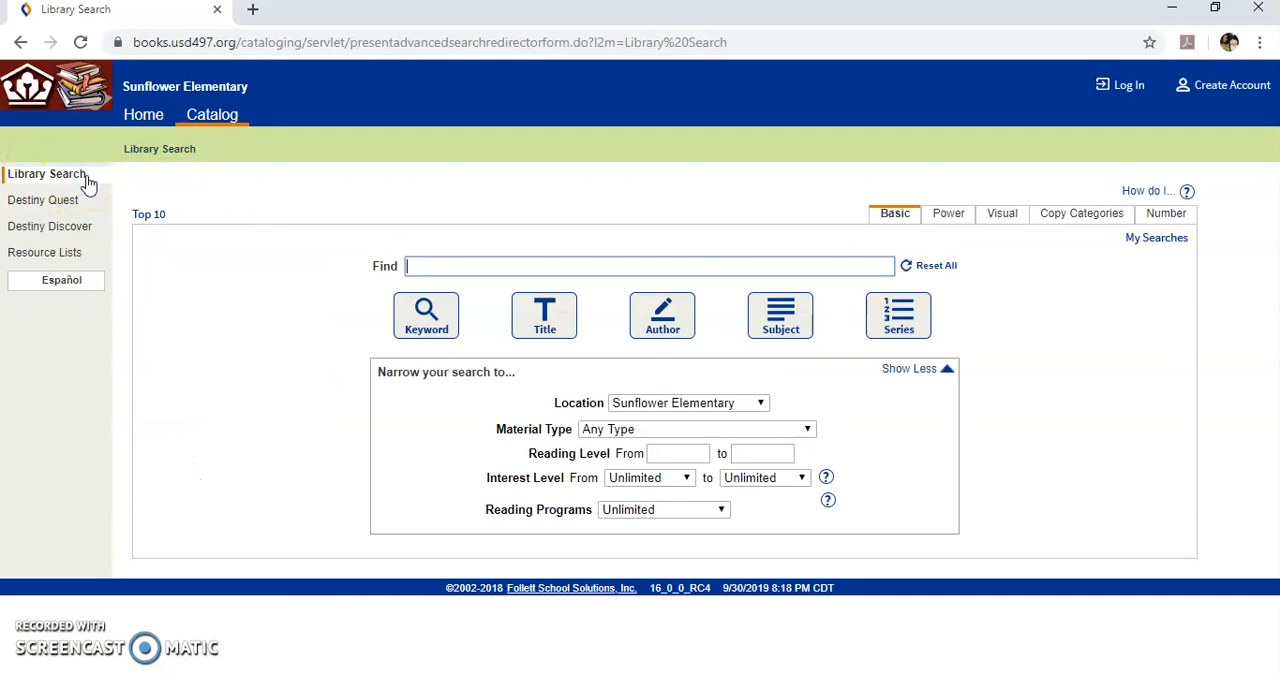 Library Search
books.usd497.org/cataloging/servlet/presentadvancedsearchredirectorform.do?l2m=Library%20Search
Sunflower Elementary
Log In
Create Account
Home
Catalog
Library Search
Library Search
Destiny Quest
Destiny Discover
Resource Lists
Español
How do I... ?
Top 10
Basic
Power
Visual
Copy Categories
Number
My Searches
Find
Reset All
Keyword
T
Title
Author
Subject
1 2 3
Series
Narrow your search to...
Show Less
Location Sunflower Elementary
Material Type Any Type
Reading Level From to
Interest Level From Unlimited to Unlimited ?
?
Reading Programs Unlimited
©2002-2018 Follett School Solutions, Inc. 16_0_0_RC4 9/30/2019 8:18 PM CDT
RECORDED WITH
SCREENCAST MATIC